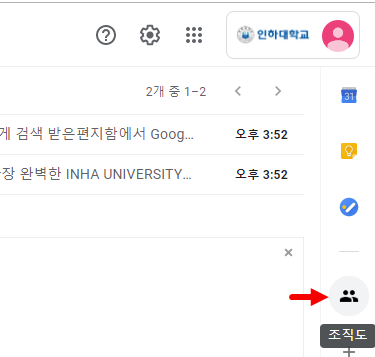 인하대학교
2개 중 1–2
31
게 검색 받은편지함에서 Goog... 오후 3:52
장 완벽한 INHA UNIVERSITY... 오후 3:52
조직도